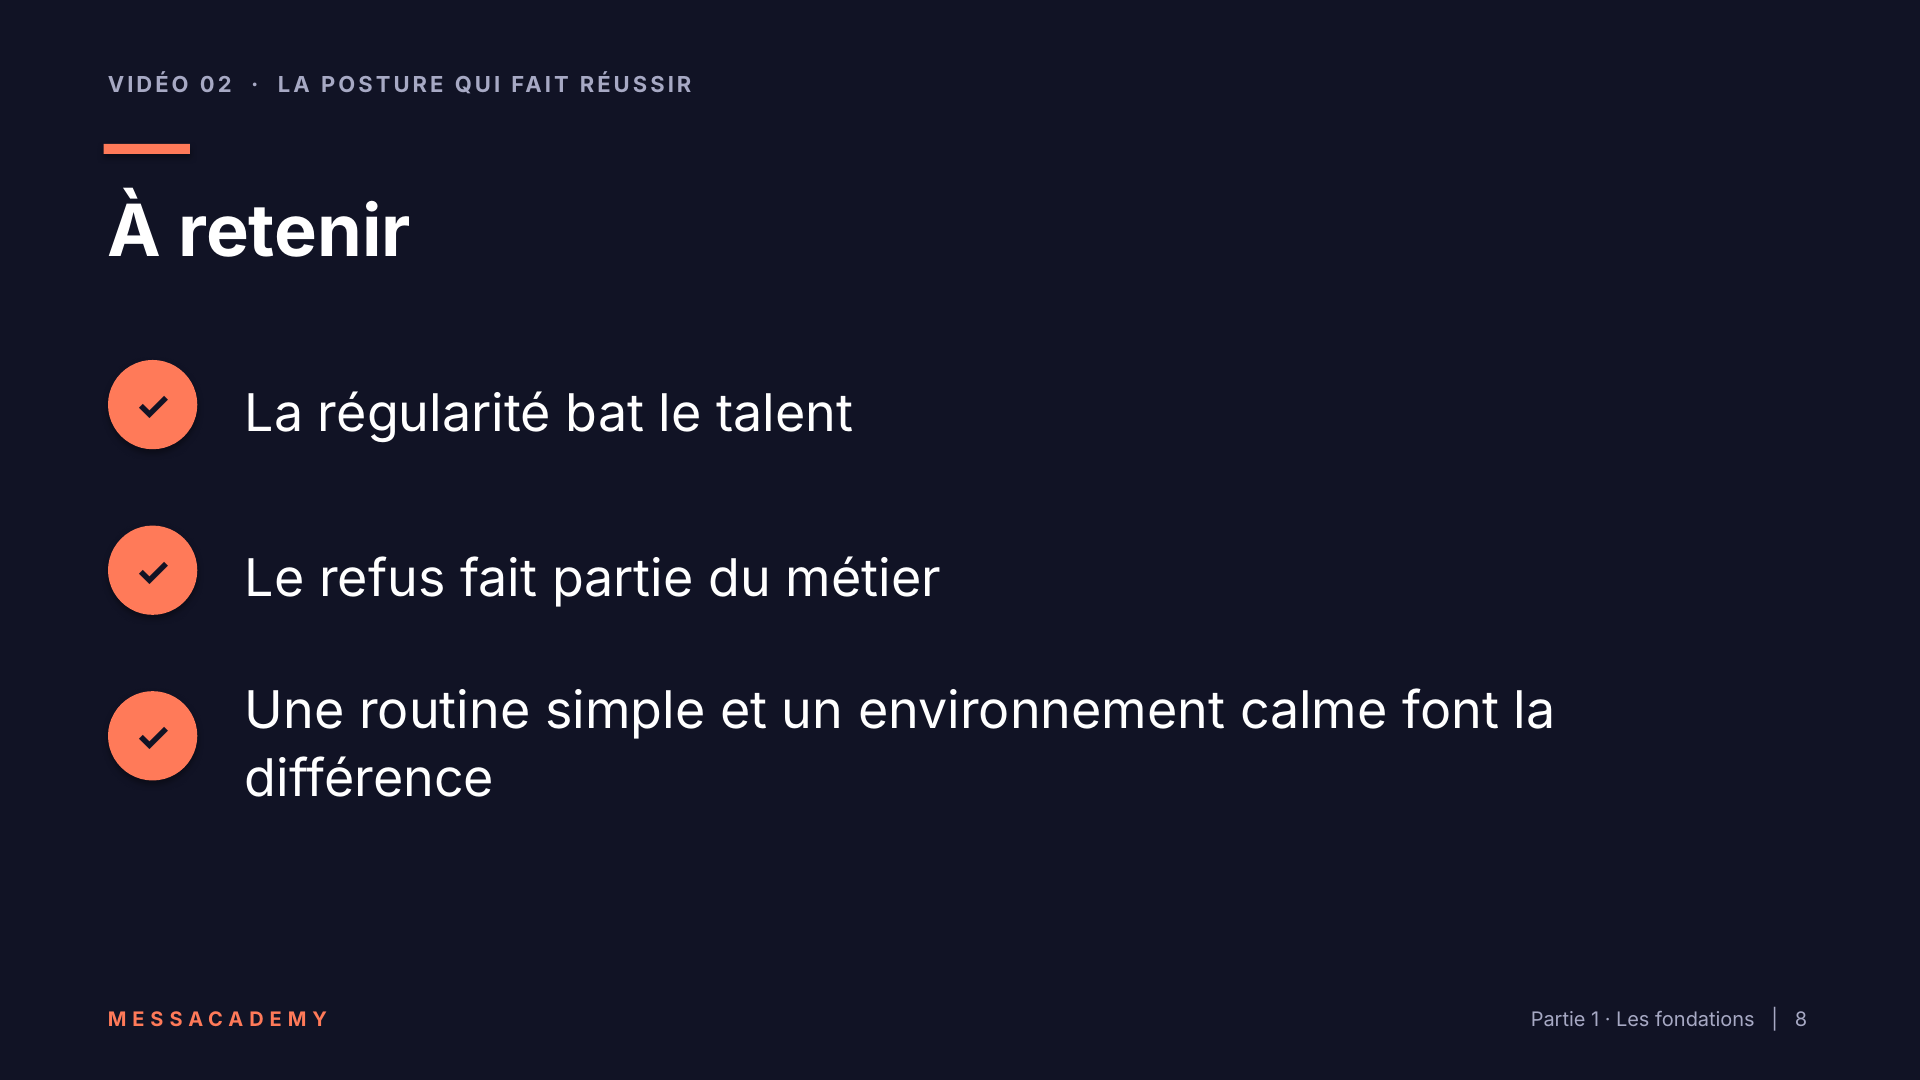 VIDÉO 02 · LA POSTURE QUI FAIT RÉUSSIR
À retenir
La régularité bat le talent
Le refus fait partie du métier
Une routine simple et un environnement calme font la
différence
MESSACADEMY
Partie 1 · Les fondations | 8